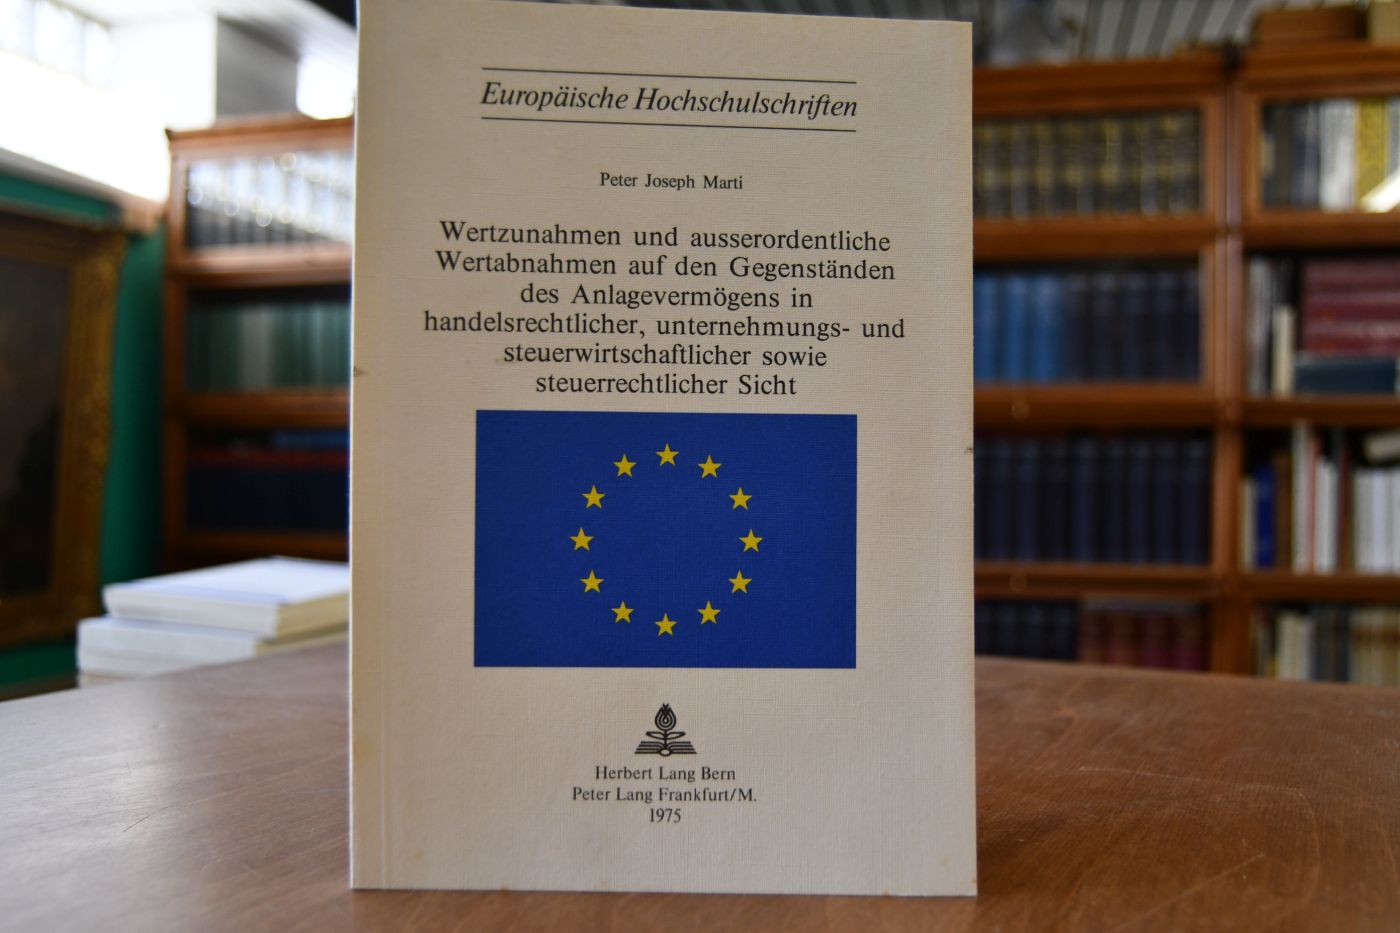 Europäische Hochschulschriften
Peter Joseph Marti
Wertzunahmen und ausserordentliche
Wertabnahmen auf den Gegenständen
des Anlagevermögens in
handelsrechtlicher, unternehmungs- und
steuerwirtschaftlicher sowie
steuerrechtlicher Sicht
Herbert Lang Bern
Peter Lang Frankfurt/M.
1975